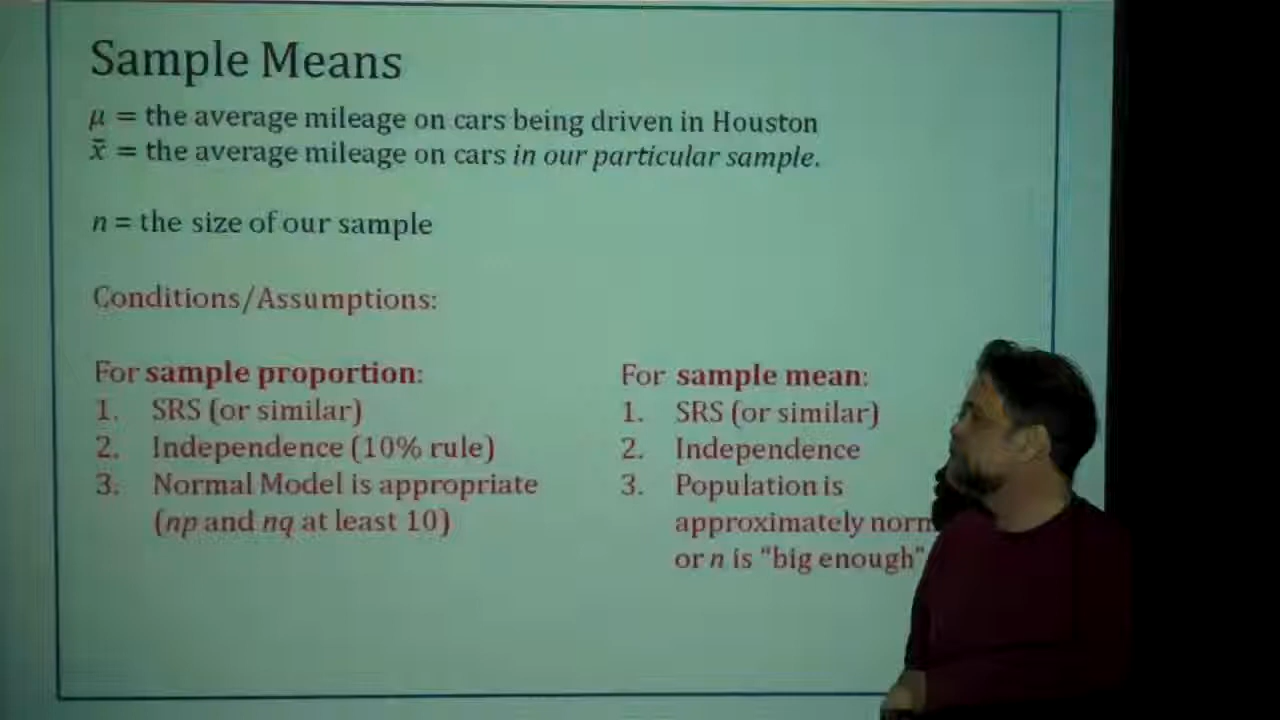 Sample Means
μ = the average mileage on cars being driven in Houston
x̄ = the average mileage on cars in our particular sample.
n = the size of our sample
Conditions/Assumptions:
For sample proportion:
1. SRS (or similar)
2. Independence (10% rule)
3. Normal Model is appropriate
(np and nq at least 10)
For sample mean:
1. SRS (or similar)
2. Independence
3. Population is
approximately
or n is "big enough"